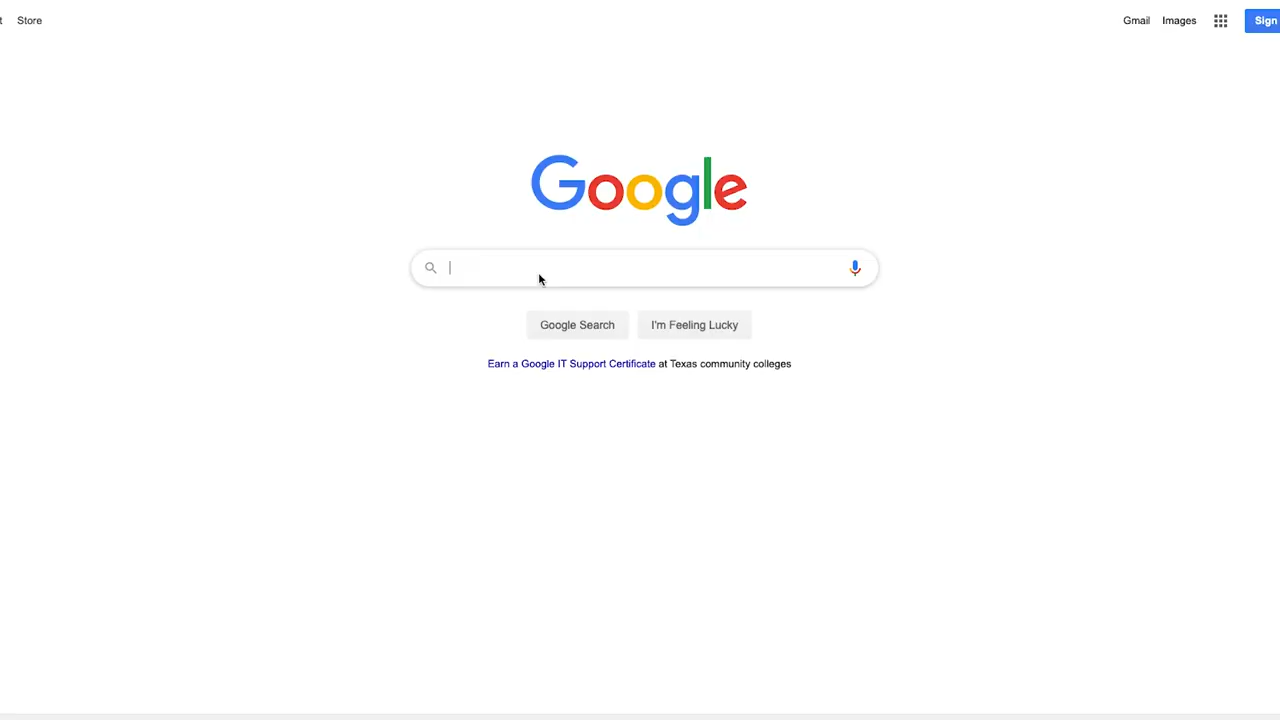 t Store Gmail Images Sign
Google
Google Search I'm Feeling Lucky
Earn a Google IT Support Certificate at Texas community colleges